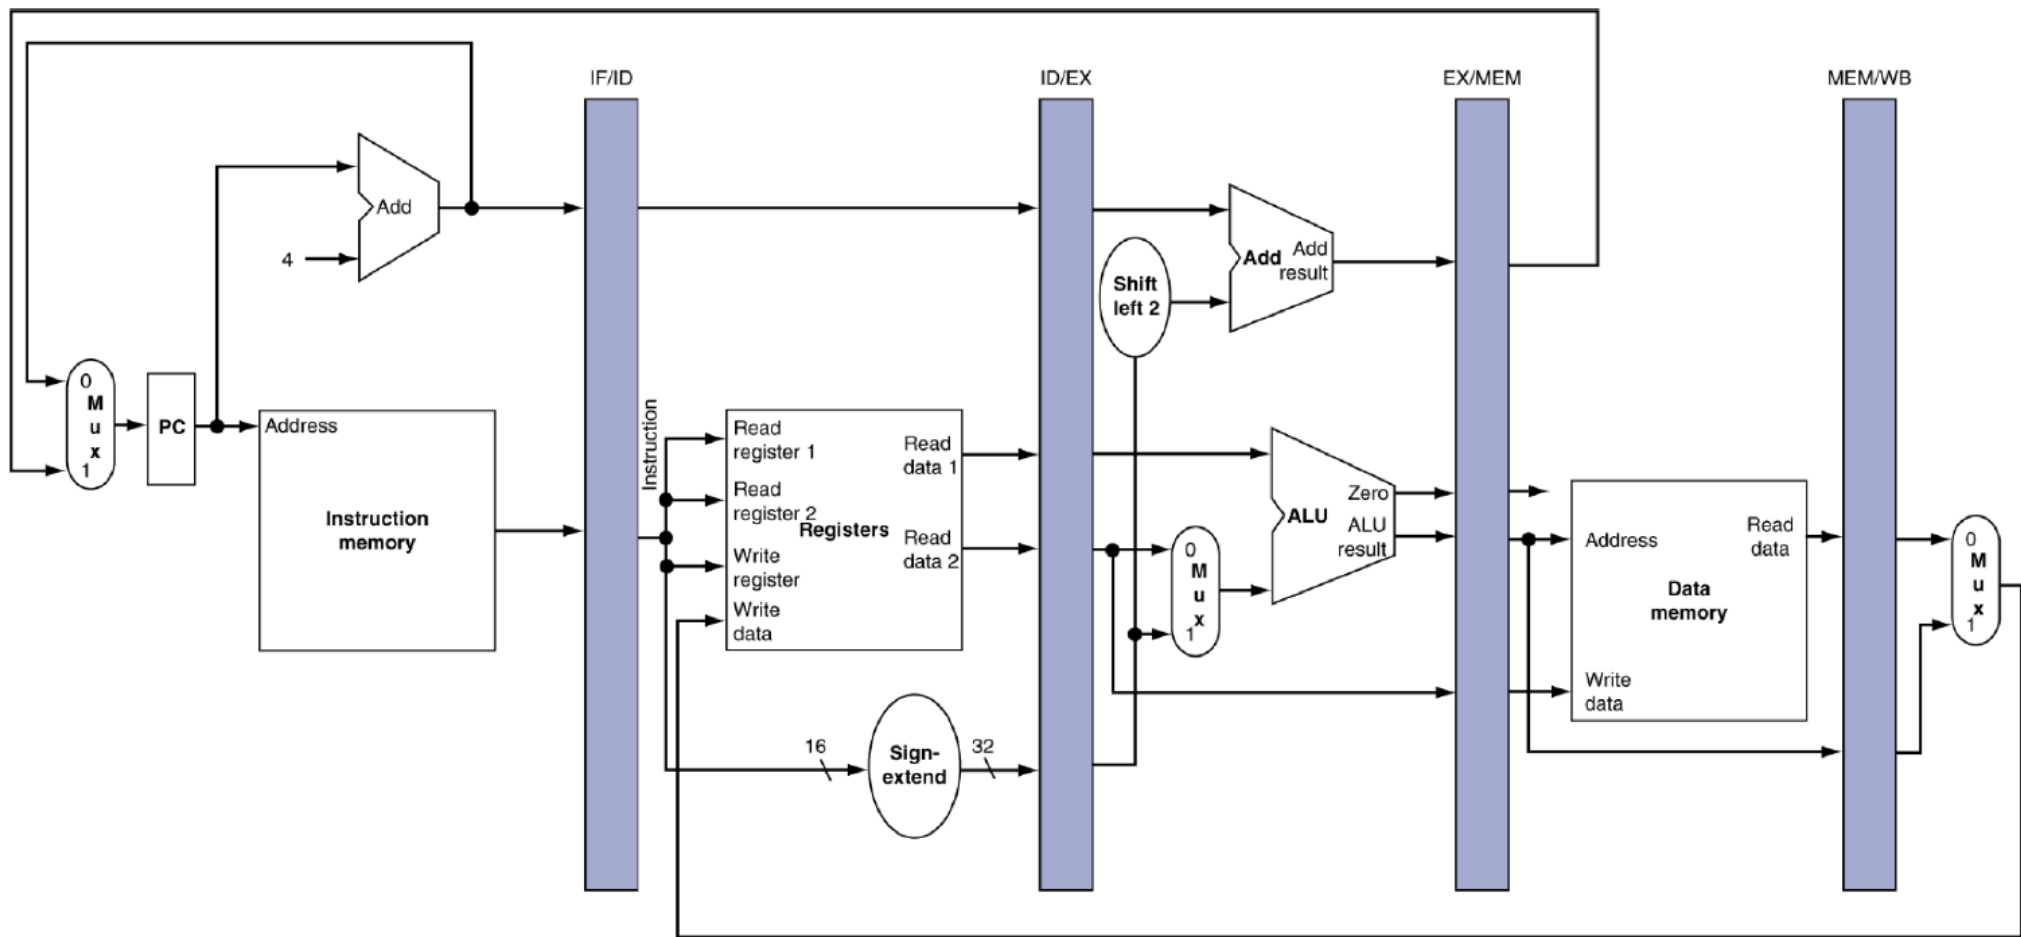 IF/ID
ID/EX
EX/MEM
MEM/WB
Add
4
Add
Add
result
Shift
left 2
0
M
u
x
1
PC
Address
Instruction
memory
Instruction
Read
register 1
Read
register 2
Registers
Write
register
Write
data
Read
data 1
Read
data 2
16
Sign-
extend
32
0
M
u
x
1
ALU
Zero
ALU
result
Address
Read
data
Data
memory
Write
data
0
M
u
x
1